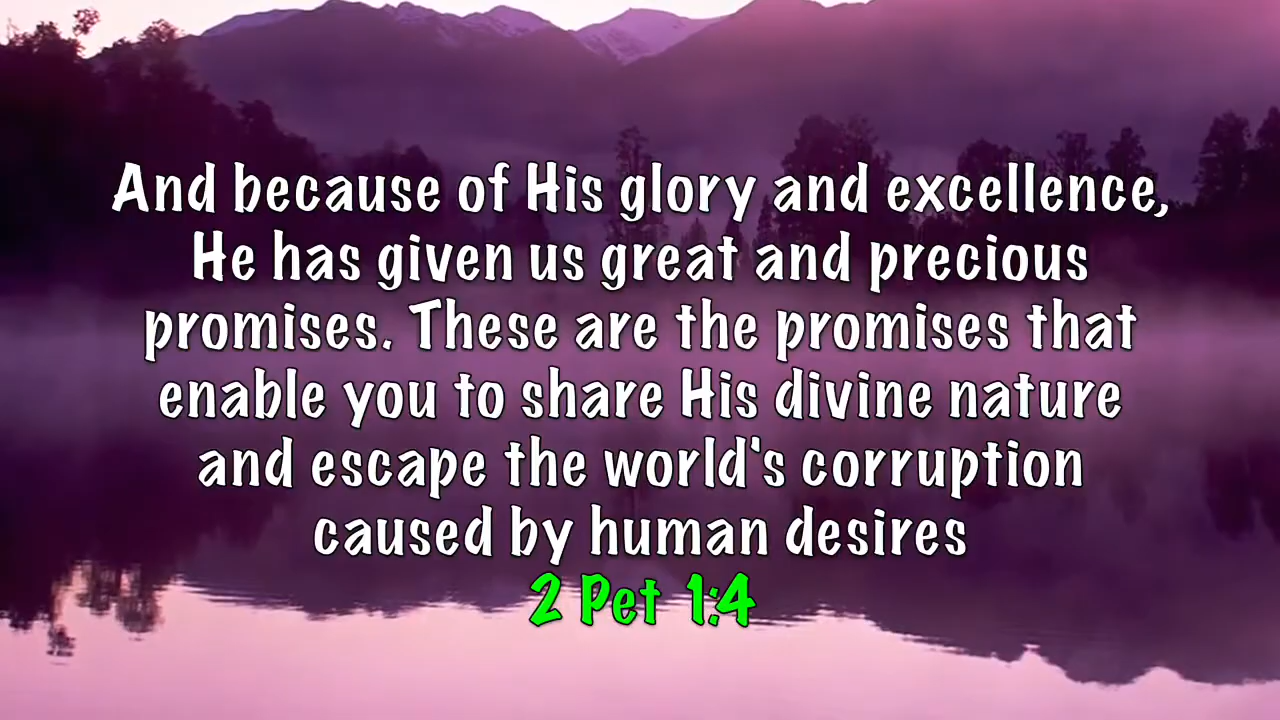 And because of His glory and excellence,
He has given us great and precious
promises. These are the promises that
enable you to share His divine nature
and escape the world's corruption
caused by human desires
2 Pet 1:4